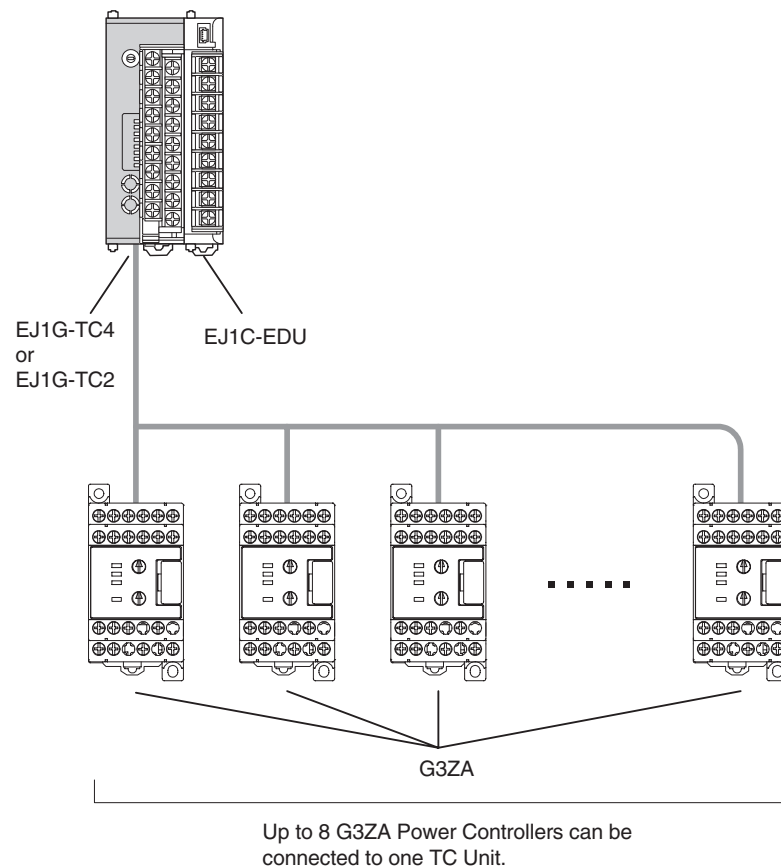 EJ1G-TC4
or
EJ1G-TC2
EJ1C-EDU
G3ZA
Up to 8 G3ZA Power Controllers can be
connected to one TC Unit.